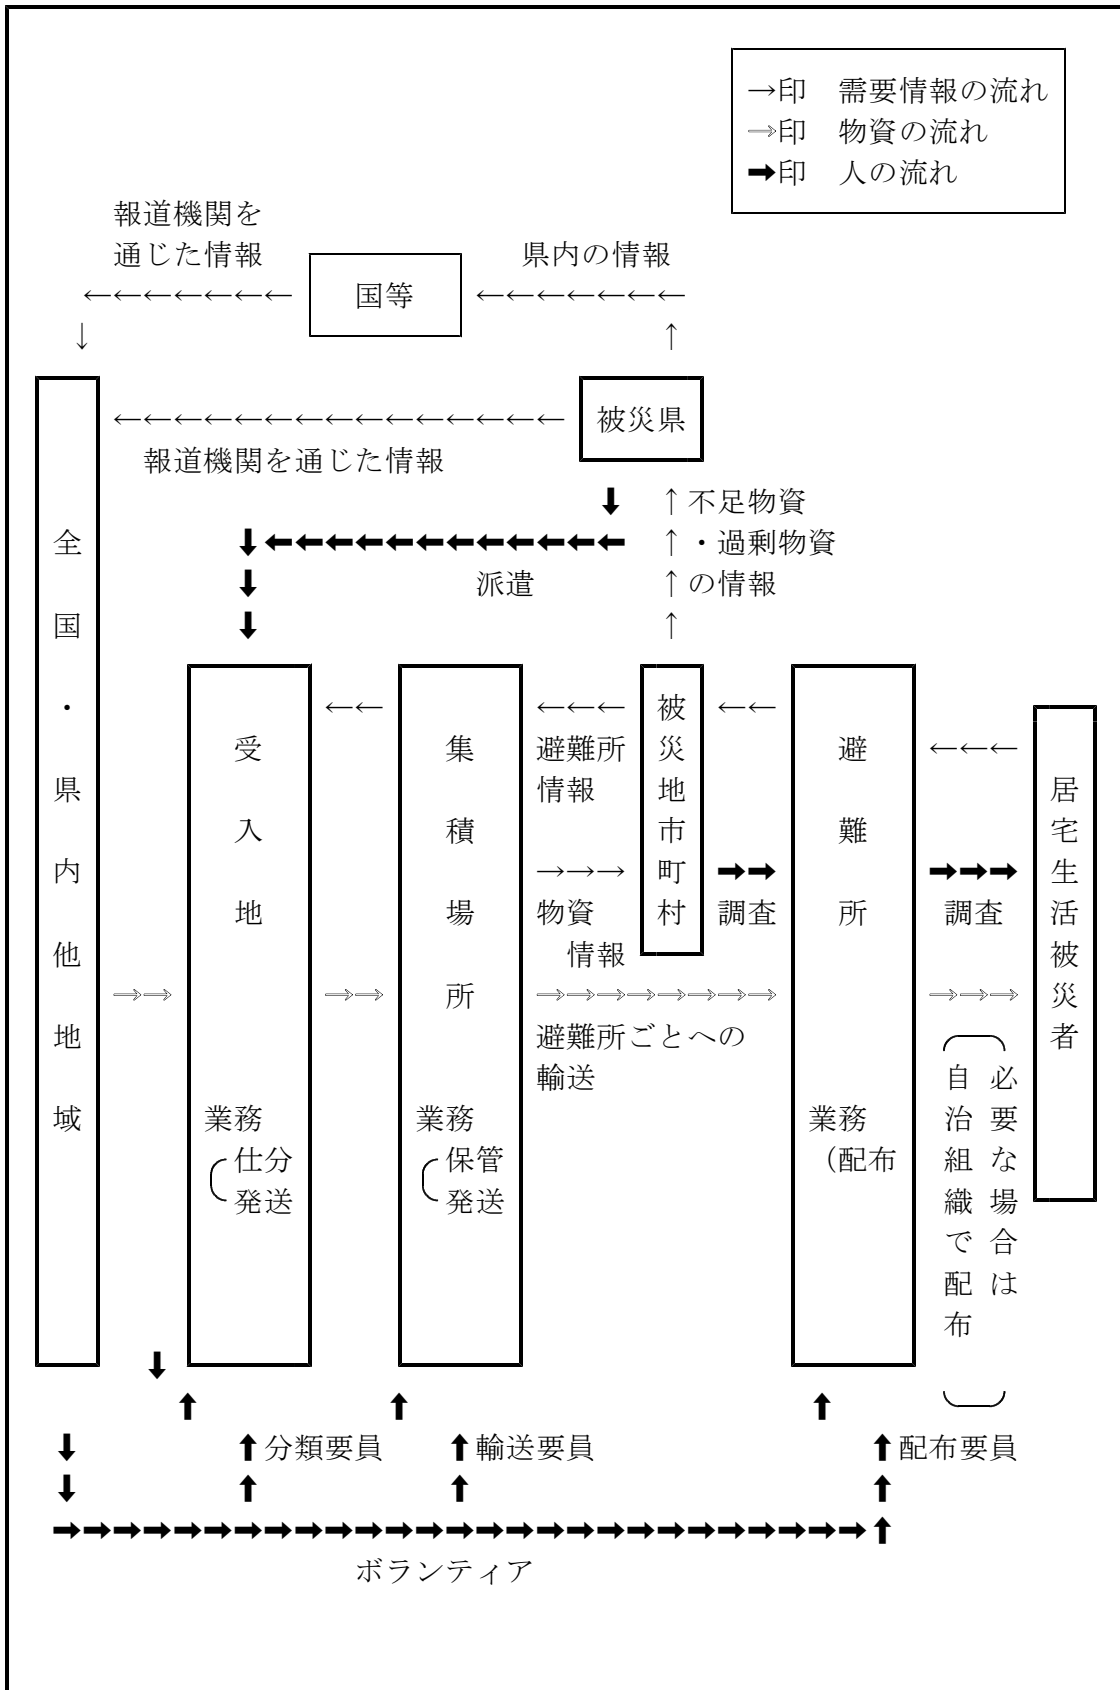 →印　需要情報の流れ
⇒印　物資の流れ
➡印　人の流れ
報道機関を
通じた情報
国等
県内の情報
←←←←←←←
←←←←←←←
↓
↑
被災県
←←←←←←←←←←←←←←←
報道機関を通じた情報
⬇
↑不足物資
↑・過剰物資
↑の情報
↑
⬇⬅⬅⬅⬅⬅⬅⬅⬅⬅⬅⬅⬅
⬇
⬇
派遣
全国・県内他地域
受入地
集積場所
被災地市町村
避難所
居宅生活被災者
←←
←←←
避難所
情報
←←
←←←
→→→
物資
情報
➡➡
調査
➡➡➡
調査
⇒⇒
⇒⇒
⇒⇒⇒⇒⇒⇒⇒⇒
避難所ごとへの
輸送
⇒⇒⇒
必要な場合は
自治組織で配布
業務
仕分
発送
業務
保管
発送
業務
（配布
⬇
⬆
⬆
⬆
⬇
⬇
⬆分類要員
⬆
⬆輸送要員
⬆
⬆配布要員
⬆
➡➡➡➡➡➡➡➡➡➡➡➡➡➡➡➡➡➡➡➡➡➡➡➡➡➡➡⬆
ボランティア